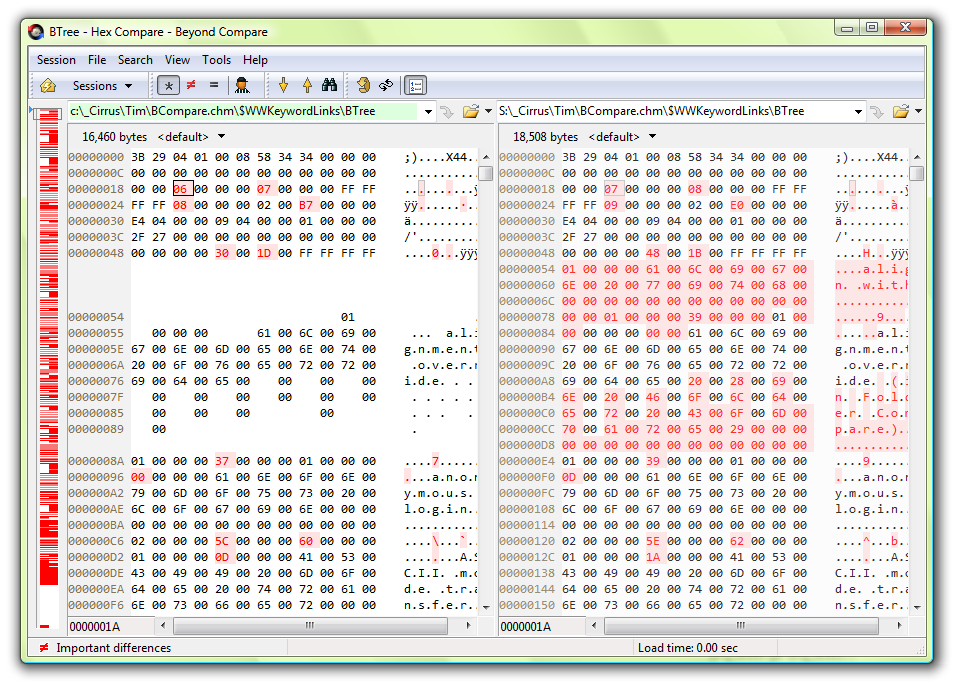 BTree - Hex Compare - Beyond Compare
Session File Search View Tools Help
Sessions
c:\_Cirrus\Tim\BCompare.chm\$WWKeywordLinks\BTree
16,460 bytes <default>
00000000 3B 29 04 01 00 08 58 34 34 00 00 00 ;)....X44...
0000000C 00 00 00 00 00 00 00 00 00 00 00 00 ............
00000018 00 00 06 00 00 00 07 00 00 00 FF FF ..........ÿ
00000024 FF FF 08 00 00 00 02 00 B7 00 00 00 ÿÿ......·..
00000030 E4 04 00 00 09 04 00 00 01 00 00 00 ä...........
0000003C 2F 27 00 00 00 00 00 00 00 00 00 00 /'..........
00000048 00 00 00 00 30 00 1D 00 FF FF FF FF ....0...ÿÿÿ
00000054 01 .
00000055 00 00 00 61 00 6C 00 69 00 ... a.l.i
0000005E 67 00 6E 00 6D 00 65 00 6E 00 74 00 g.n.m.e.n.t
0000006A 20 00 6F 00 76 00 65 00 72 00 72 00 .o.v.e.r.r
00000076 69 00 64 00 65 00 00 00 00 i.d.e. . . .
0000007F 00 00 00 00 00 . . . . .
00000085 00 00 00 00 . . . .
00000089 00 .
0000008A 01 00 00 00 37 00 00 00 01 00 00 00 ....7.......
00000096 00 00 00 00 61 00 6E 00 6F 00 6E 00 ....a.n.o.n
000000A2 79 00 6D 00 6F 00 75 00 73 00 20 00 y.m.o.u.s.
000000AE 6C 00 6F 00 67 00 69 00 6E 00 00 00 l.o.g.i.n...
000000BA 00 00 00 00 00 00 00 00 00 00 00 00 ............
000000C6 02 00 00 00 5C 00 00 00 60 00 00 00 ....\...`...
000000D2 01 00 00 00 0D 00 00 00 41 00 53 00 ........A.S
000000DE 43 00 49 00 49 00 20 00 6D 00 6F 00 C.I.I. .m.o
000000EA 64 00 65 00 20 00 74 00 72 00 61 00 d.e. .t.r.a
000000F6 6E 00 73 00 66 00 65 00 72 00 00 00 n.s.f.e.r...
0000001A
S:\_Cirrus\Tim\BCompare.chm\$WWKeywordLinks\BTree
18,508 bytes <default>
00000000 3B 29 04 01 00 08 58 34 34 00 00 00 ;)....X44...
0000000C 00 00 00 00 00 00 00 00 00 00 00 00 ............
00000018 00 00 07 00 00 00 08 00 00 00 FF FF ..........ÿ
00000024 FF FF 09 00 00 00 02 00 E0 00 00 00 ÿÿ......à..
00000030 E4 04 00 00 09 04 00 00 01 00 00 00 ä...........
0000003C 2F 27 00 00 00 00 00 00 00 00 00 00 /'..........
00000048 00 00 00 00 48 00 1B 00 FF FF FF FF ....H...ÿÿÿ
00000054 01 00 00 00 61 00 6C 00 69 00 67 00 ....a.l.i.g
00000060 6E 00 20 00 77 00 69 00 74 00 68 00 n. .w.i.t.h
0000006C 00 00 00 00 00 00 00 00 00 00 00 00 ............
00000078 00 00 01 00 00 00 39 00 00 00 01 00 ......9.....
00000084 00 00 00 00 00 00 61 00 6C 00 69 00 ......a.l.i
00000090 67 00 6E 00 6D 00 65 00 6E 00 74 00 g.n.m.e.n.t
0000009C 20 00 6F 00 76 00 65 00 72 00 72 00 .o.v.e.r.r
000000A8 69 00 64 00 65 00 20 00 28 00 69 00 i.d.e. .(.i
000000B4 6E 00 20 00 46 00 6F 00 6C 00 64 00 n. .F.o.l.d
000000C0 65 00 72 00 20 00 43 00 6F 00 6D 00 e.r. .C.o.m
000000CC 70 00 61 00 72 00 65 00 29 00 00 00 p.a.r.e.)...
000000D8 00 00 00 00 00 00 00 00 00 00 00 00 ............
000000E4 01 00 00 00 39 00 00 00 01 00 00 00 ....9.......
000000F0 0D 00 00 00 61 00 6E 00 6F 00 6E 00 ....a.n.o.n
000000FC 79 00 6D 00 6F 00 75 00 73 00 20 00 y.m.o.u.s.
00000108 6C 00 6F 00 67 00 69 00 6E 00 00 00 l.o.g.i.n...
00000114 00 00 00 00 00 00 00 00 00 00 00 00 ............
00000120 02 00 00 00 5E 00 00 00 62 00 00 00 ....^...b...
0000012C 01 00 00 00 1A 00 00 00 41 00 53 00 ........A.S
00000138 43 00 49 00 49 00 20 00 6D 00 6F 00 C.I.I. .m.o
00000144 64 00 65 00 20 00 74 00 72 00 61 00 d.e. .t.r.a
00000150 6E 00 73 00 66 00 65 00 72 00 00 00 n.s.f.e.r...
0000001A
Important differences
Load time: 0.00 sec